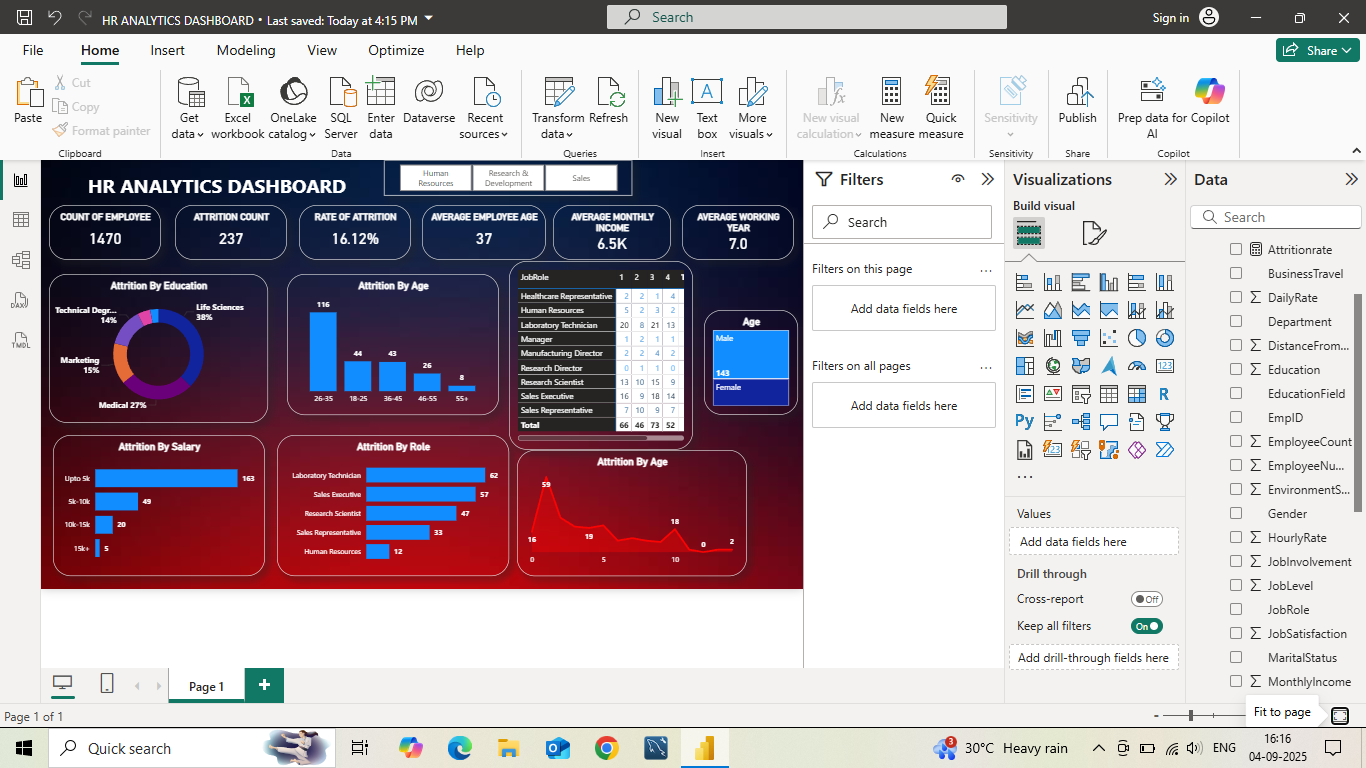 HR ANALYTICS DASHBOARD • Last saved: Today at 4:15 PM
Search
Sign in
File
Home
Insert
Modeling
View
Optimize
Help
Share
Paste
Cut
Copy
Format painter
Clipboard
Get data
Excel workbook
OneLake catalog
SQL Server
Enter data
Dataverse
Recent sources
Data
Transform data
Refresh
Queries
New visual
Text box
More visuals
Insert
New visual calculation
New measure
Quick measure
Calculations
Sensitivity
Sensitivity
Publish
Share
Prep data for AI
Copilot
Copilot
HR ANALYTICS DASHBOARD
Human Resources
Research & Development
Sales
COUNT OF EMPLOYEE
1470
ATTRITION COUNT
237
RATE OF ATTRITION
16.12%
AVERAGE EMPLOYEE AGE
37
AVERAGE MONTHLY INCOME
6.5K
AVERAGE WORKING YEAR
7.0
Attrition By Education
Technical Degr... 14%
Life Sciences 38%
Marketing 15%
Medical 27%
Attrition By Age
116
44
43
26
8
26-35 18-25 36-45 46-55 55+
JobRole 1 2 3 4 1
Healthcare Representative 2 2 1 4
Human Resources 5 2 3 2
Laboratory Technician 20 8 21 13
Manager 1 2 1 1
Manufacturing Director 2 2 4 2
Research Director 0 1 1 0
Research Scientist 13 10 15 9
Sales Executive 16 9 18 14
Sales Representative 7 10 9 7
Total 66 46 73 52
Age
Male
143
Female
Attrition By Salary
Upto 5k 163
5k-10k 49
10k-15k 20
15k+ 5
Attrition By Role
Laboratory Technician 62
Sales Executive 57
Research Scientist 47
Sales Representative 33
Human Resources 12
Attrition By Age
59
16
19
18
0
2
0 5 10
Filters
Search
Filters on this page ...
Add data fields here
Filters on all pages ...
Add data fields here
Visualizations
Build visual
123
R
Py
123
...
Values
Add data fields here
Drill through
Cross-report Off
Keep all filters On
Add drill-through fields here
Data
Search
Attritionrate
BusinessTravel
DailyRate
Department
DistanceFrom...
Education
EducationField
EmpID
EmployeeCount
EmployeeNu...
EnvironmentS...
Gender
HourlyRate
JobInvolvement
JobLevel
JobRole
JobSatisfaction
MaritalStatus
MonthlyIncome
Page 1
Page 1 of 1
Fit to page
Quick search
3
30°C Heavy rain
ENG
16:16
04-09-2025
DAX
TMDL